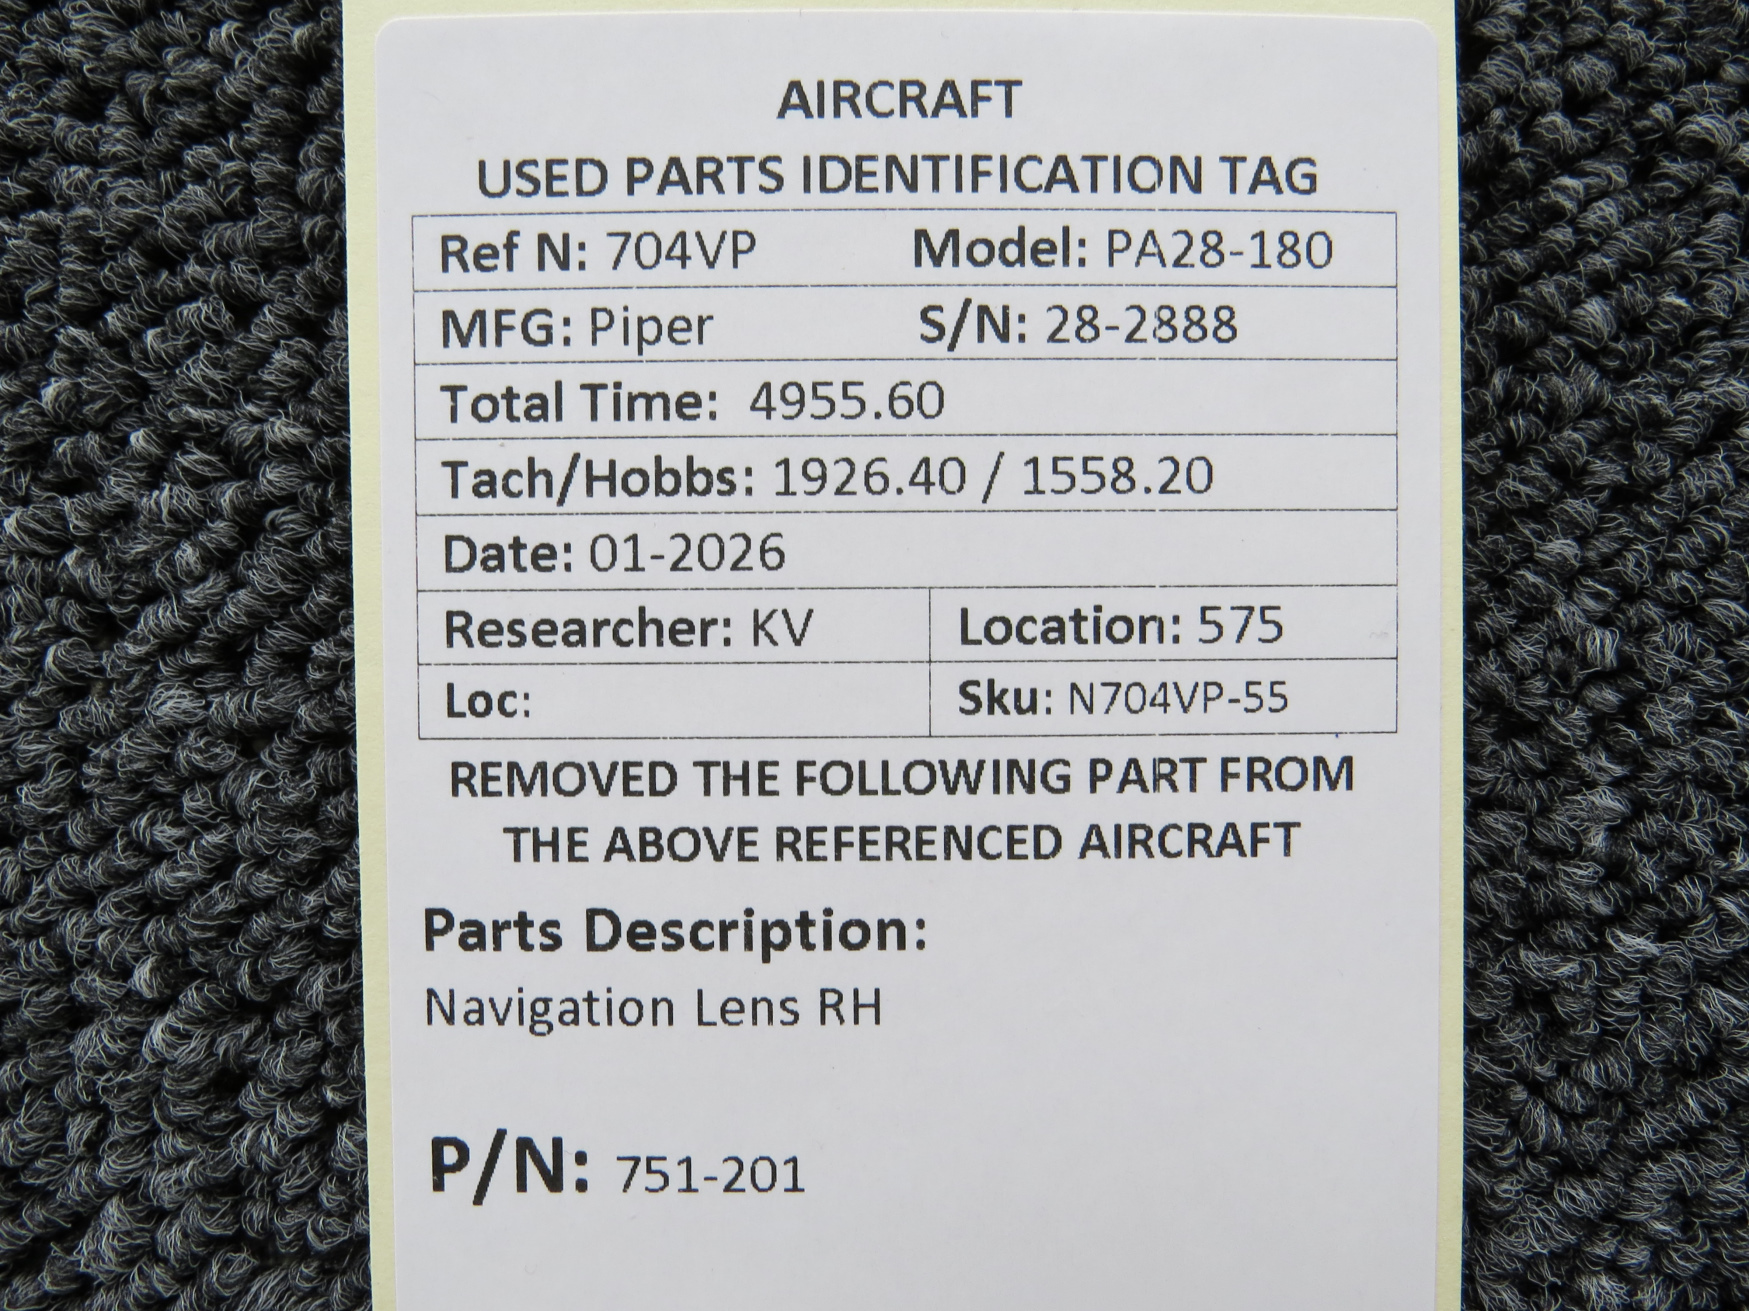 AIRCRAFT
USED PARTS IDENTIFICATION TAG
Ref N: 704VP Model: PA28-180
MFG: Piper S/N: 28-2888
Total Time: 4955.60
Tach/Hobbs: 1926.40 / 1558.20
Date: 01-2026
Researcher: KV Location: 575
Loc: Sku: N704VP-55
REMOVED THE FOLLOWING PART FROM
THE ABOVE REFERENCED AIRCRAFT
Parts Description:
Navigation Lens RH
P/N: 751-201